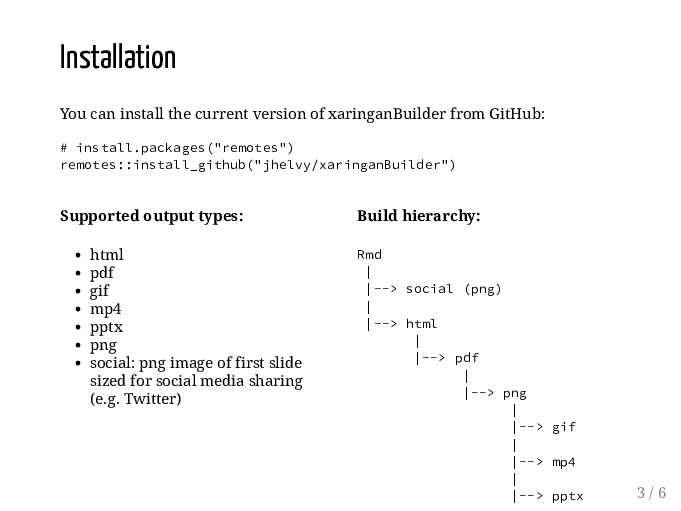 Installation
You can install the current version of xaringanBuilder from GitHub:
# install.packages("remotes")
remotes::install_github("jhelvy/xaringanBuilder")
Supported output types:
• html
• pdf
• gif
• mp4
• pptx
• png
• social: png image of first slide
sized for social media sharing
(e.g. Twitter)
Build hierarchy:
Rmd
 |
 |--> social (png)
 |
 |--> html
       |
       |--> pdf
             |
             |--> png
                   |
                   |--> gif
                   |
                   |--> mp4
                   |
                   |--> pptx
3 / 6